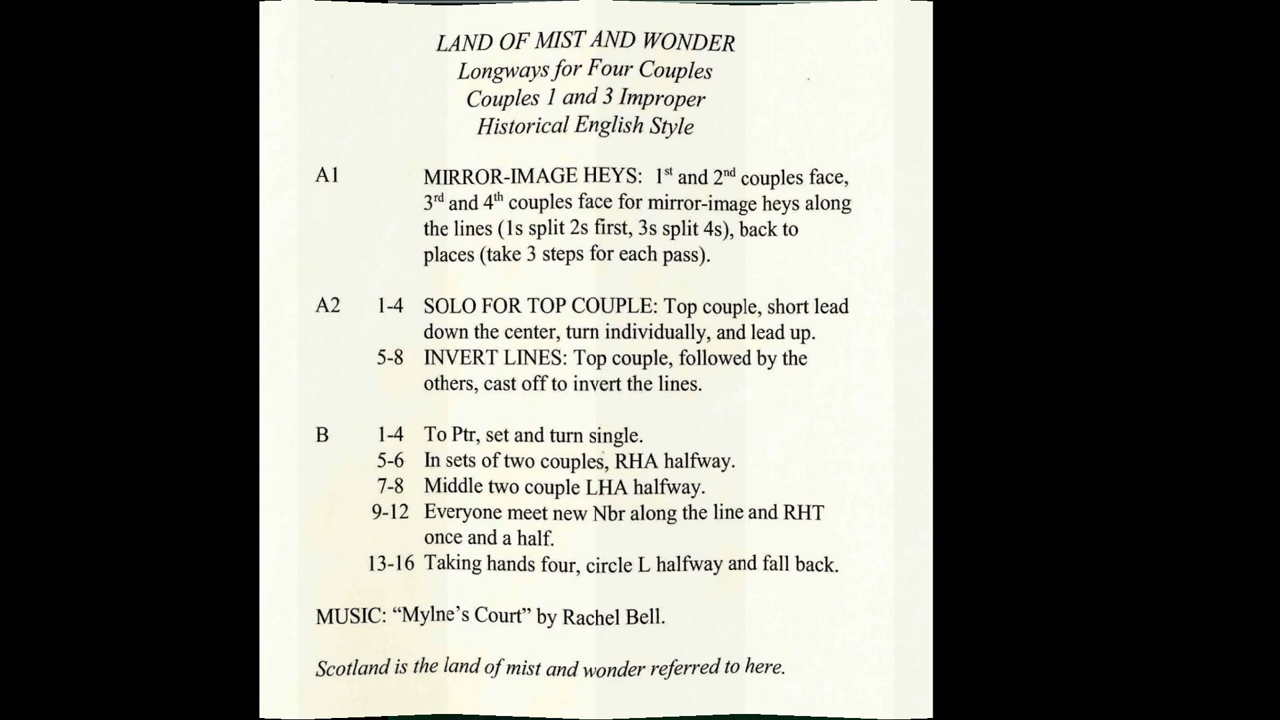 LAND OF MIST AND WONDER
Longways for Four Couples
Couples 1 and 3 Improper
Historical English Style
A1 MIRROR-IMAGE HEYS: 1st and 2nd couples face,
3rd and 4th couples face for mirror-image heys along
the lines (1s split 2s first, 3s split 4s), back to
places (take 3 steps for each pass).
A2 1-4 SOLO FOR TOP COUPLE: Top couple, short lead
down the center, turn individually, and lead up.
5-8 INVERT LINES: Top couple, followed by the
others, cast off to invert the lines.
B 1-4 To Ptr, set and turn single.
5-6 In sets of two couples, RHA halfway.
7-8 Middle two couple LHA halfway.
9-12 Everyone meet new Nbr along the line and RHT
once and a half.
13-16 Taking hands four, circle L halfway and fall back.
MUSIC: “Mylne’s Court” by Rachel Bell.
Scotland is the land of mist and wonder referred to here.